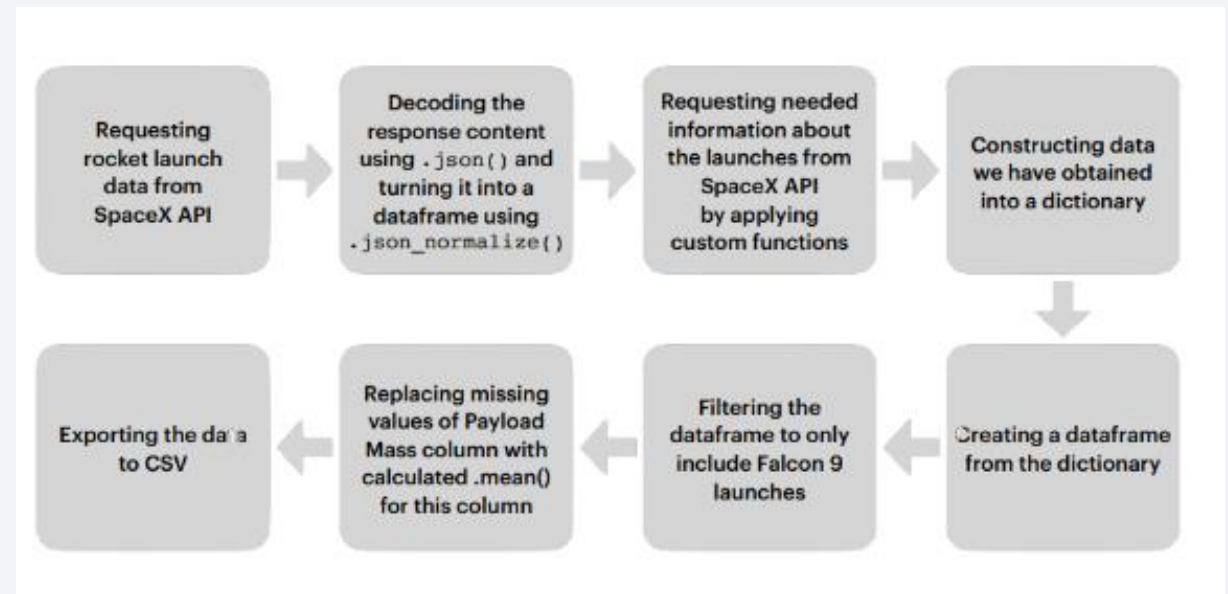 Requesting
rocket launch
data from
SpaceX API
Decoding the
response content
using .json() and
turning it into a
dataframe using
.json_normalize()
Requesting needed
information about
the launches from
SpaceX API
by applying
custom functions
Constructing data
we have obtained
into a dictionary
Creating a dataframe
from the dictionary
Filtering the
dataframe to only
include Falcon 9
launches
Replacing missing
values of Payload
Mass column with
calculated .mean()
for this column
Exporting the data
to CSV